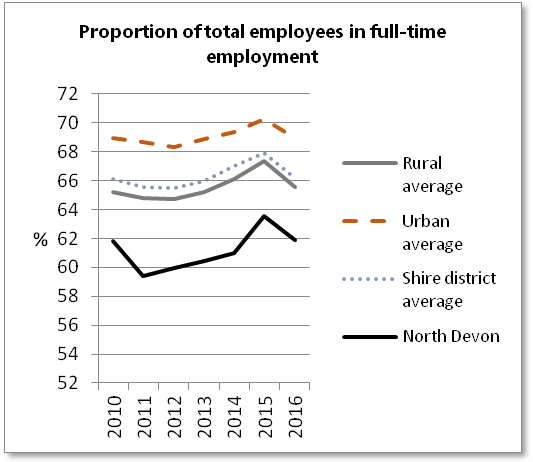 Proportion of total employees in full-time
employment
72
70
68
66
64
62
60
58
56
54
52
%
2010
2011
2012
2013
2014
2015
2016
Rural
average
Urban
average
Shire district
average
North Devon